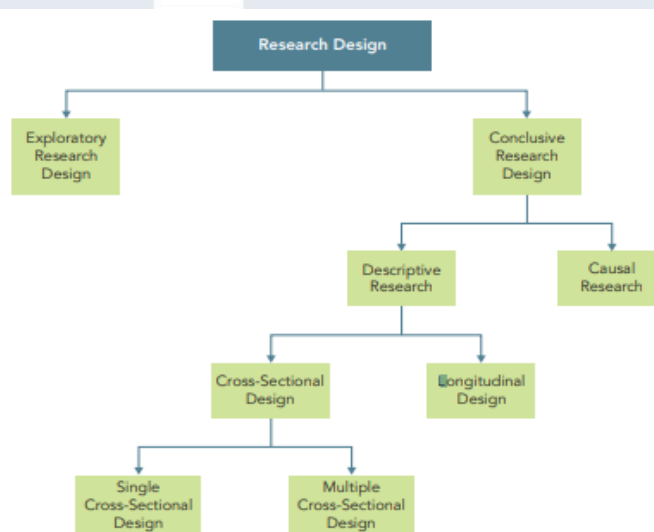 Research Design
Exploratory
Research
Design
Conclusive
Research
Design
Descriptive
Research
Causal
Research
Cross-Sectional
Design
Longitudinal
Design
Single
Cross-Sectional
Design
Multiple
Cross-Sectional
Design